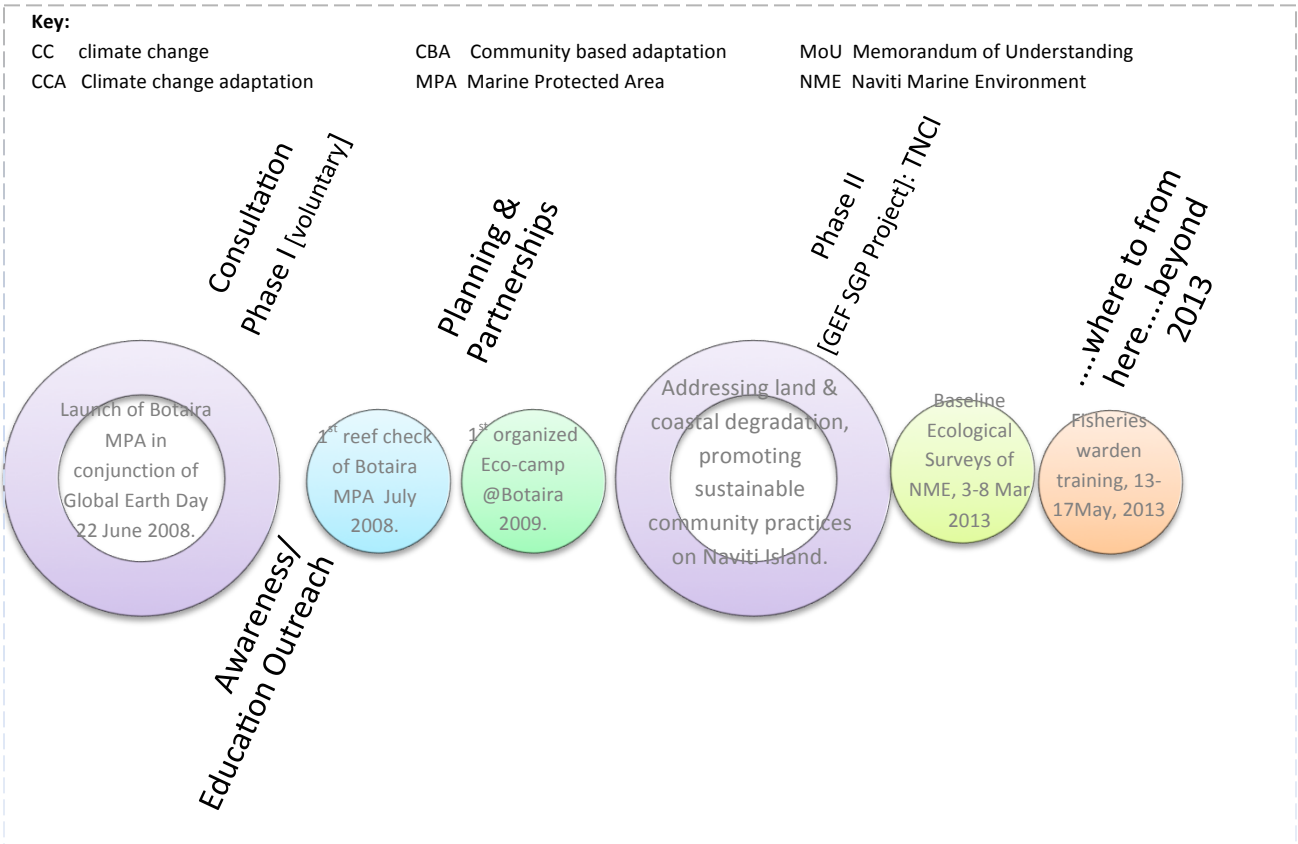 Key:
CC climate change
CBA Community based adaptation
MoU Memorandum of Understanding
CCA Climate change adaptation
MPA Marine Protected Area
NME Naviti Marine Environment
Consultation
Phase I [voluntary]
Planning &
Partnerships
Phase II
[GEF SGP Project]: TNCI
....where to from
here....beyond
2013
Launch of Botaira
MPA in
conjunction of
Global Earth Day
22 June 2008.
Awareness/
Education Outreach
1st reef check
of Botaira
MPA July
2008.
1st organized
Eco-camp
@Botaira
2009.
Addressing land &
coastal degradation,
promoting
sustainable
community practices
on Naviti Island.
Baseline
Ecological
Surveys of
NME, 3-8 Mar
2013
Fisheries
warden
training, 13-
17May, 2013